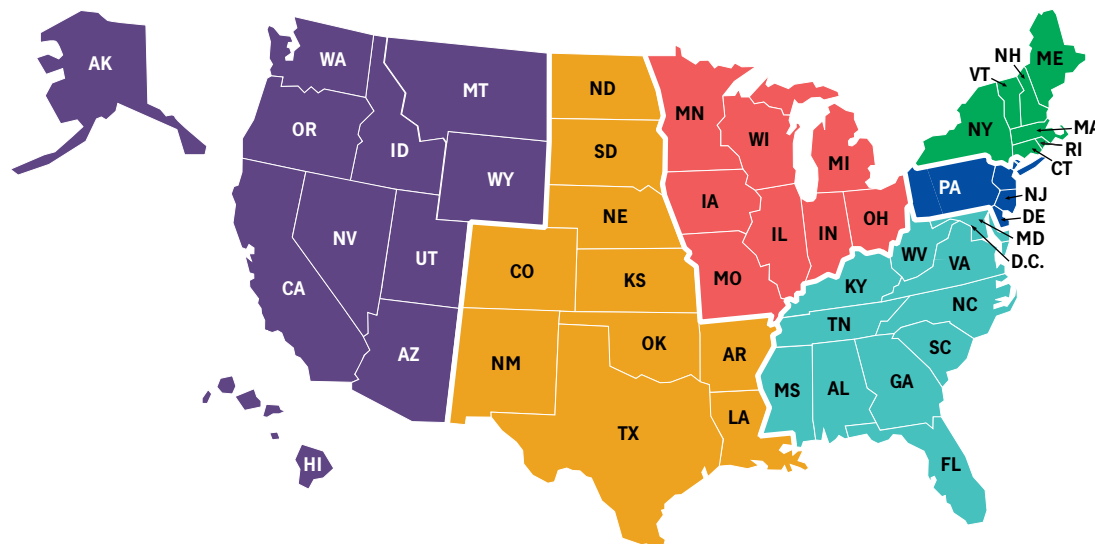 AK
WA
MT
OR
ID
WY
NV
UT
CA
AZ
HI
ND
SD
NE
CO
KS
NM
OK
AR
TX
LA
MN
WI
MI
IA
IL
IN
OH
MO
ME
NH
VT
NY
MA
RI
CT
PA
NJ
DE
MD
D.C.
WV
VA
KY
NC
TN
SC
MS
AL
GA
FL